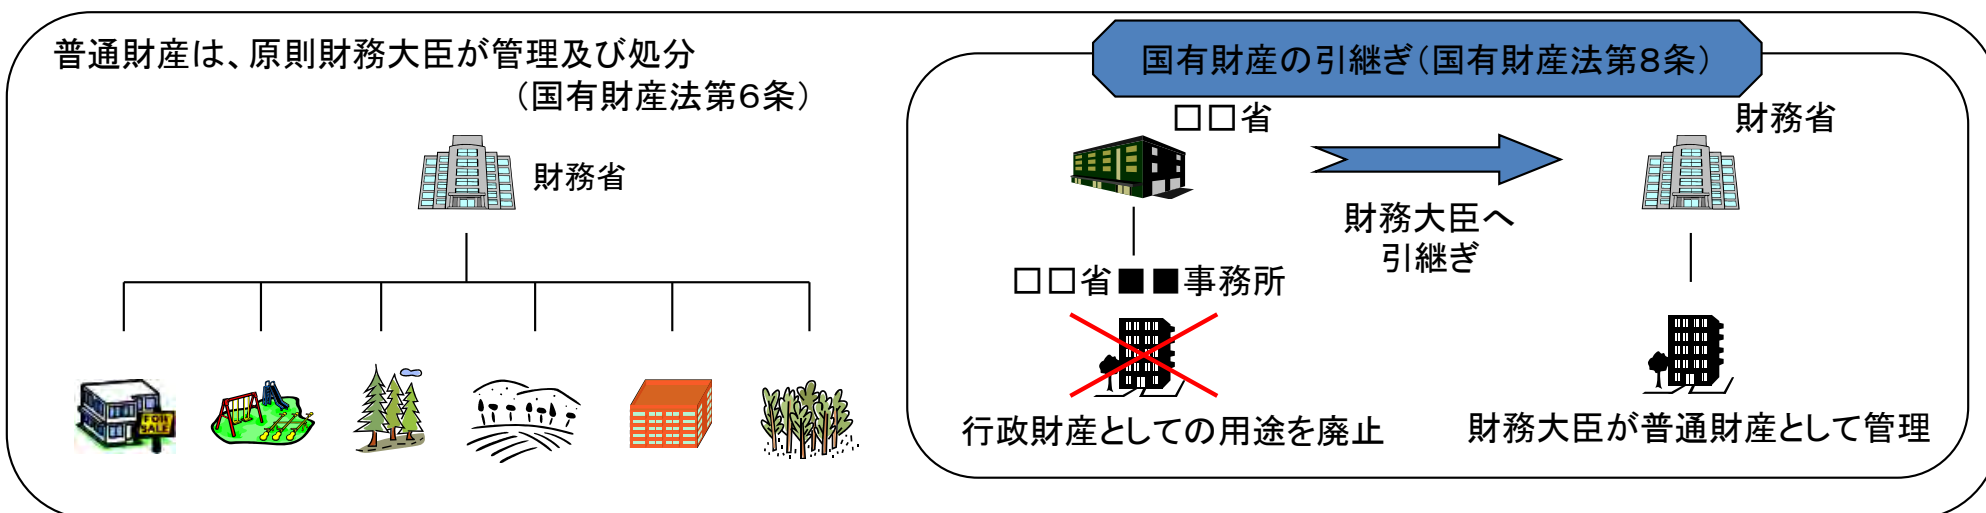 普通財産は、原則財務大臣が管理及び処分
(国有財産法第6条)
財務省
FOR
SALE
国有財産の引継ぎ(国有財産法第8条)
□□省
財務省
財務大臣へ
引継ぎ
□□省■■事務所
行政財産としての用途を廃止
財務大臣が普通財産として管理